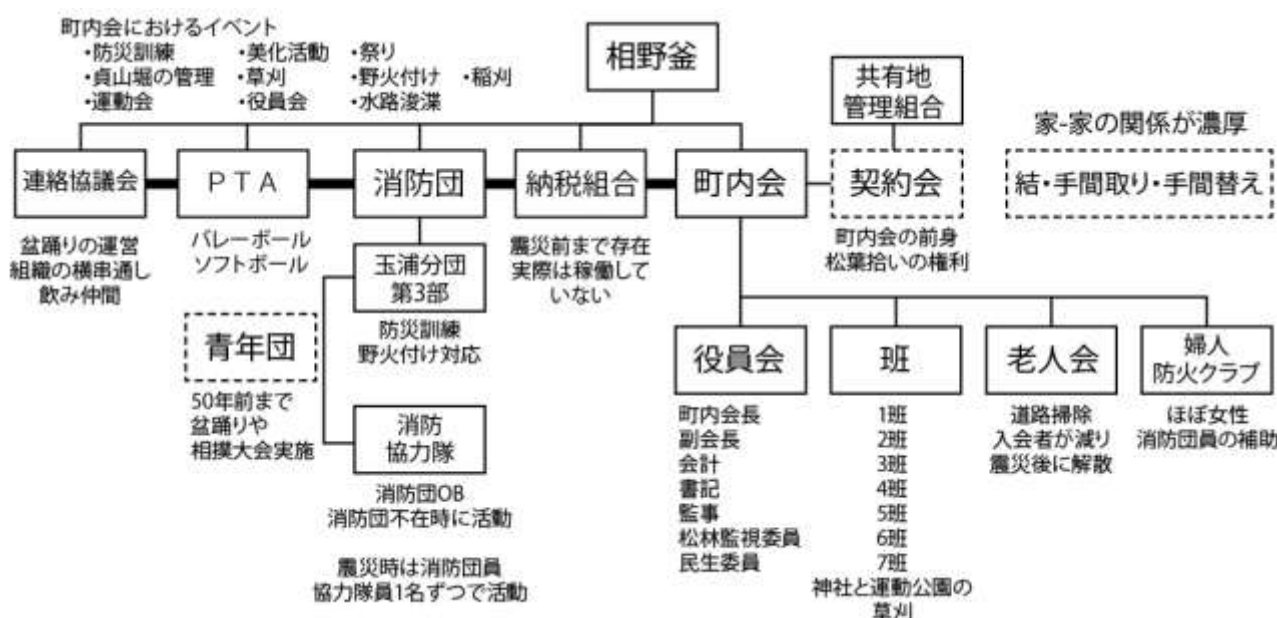 町内会におけるイベント
・防災訓練 ・美化活動 ・祭り
・貞山堀の管理 ・草刈 ・野火付け ・稲刈
・運動会 ・役員会 ・水路浚渫
相野釜
共有地
管理組合
家-家の関係が濃厚
連絡協議会
PTA
消防団
納税組合
町内会
契約会
結・手間取り・手間替え
盆踊りの運営
組織の横串通し
飲み仲間
バレーボール
ソフトボール
震災前まで存在
実際は稼働して
いない
町内会の前身
松葉拾いの権利
玉浦分団
第3部
防災訓練
野火付け対応
青年団
50年前まで
盆踊りや
相撲大会実施
消防
協力隊
消防団OB
消防団不在時に活動
震災時は消防団員
協力隊員1名ずつで活動
役員会
町内会長
副会長
会計
書記
監事
松林監視委員
民生委員
班
1班
2班
3班
4班
5班
6班
7班
神社と運動公園の
草刈
老人会
道路掃除
入会者が減り
震災後に解散
婦人
防火クラブ
ほぼ女性
消防団員の補助